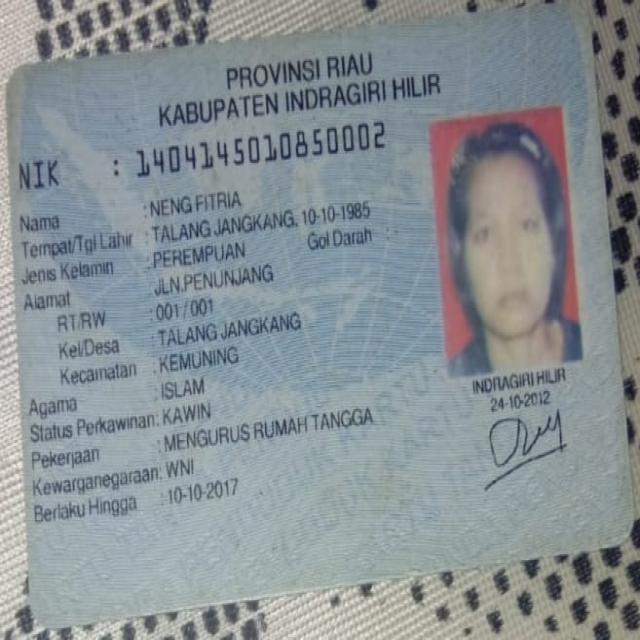 PROVINSI RIAU
KABUPATEN INDRAGIRI HILIR
NIK : 1404145010850002
Nama : NENG FITRIA
Tempat/Tgl Lahir : TALANG JANGKANG, 10-10-1985
Jenis Kelamin : PEREMPUAN Gol Darah
Alamat : JLN.PENUNJANG
RT/RW : 001 / 001
Kel/Desa : TALANG JANGKANG
Kecamatan : KEMUNING
Agama : ISLAM
Status Perkawinan: KAWIN
Pekerjaan : MENGURUS RUMAH TANGGA
Kewarganegaraan: WNI
Berlaku Hingga : 10-10-2017
INDRAGIRI HILIR
24-10-2012